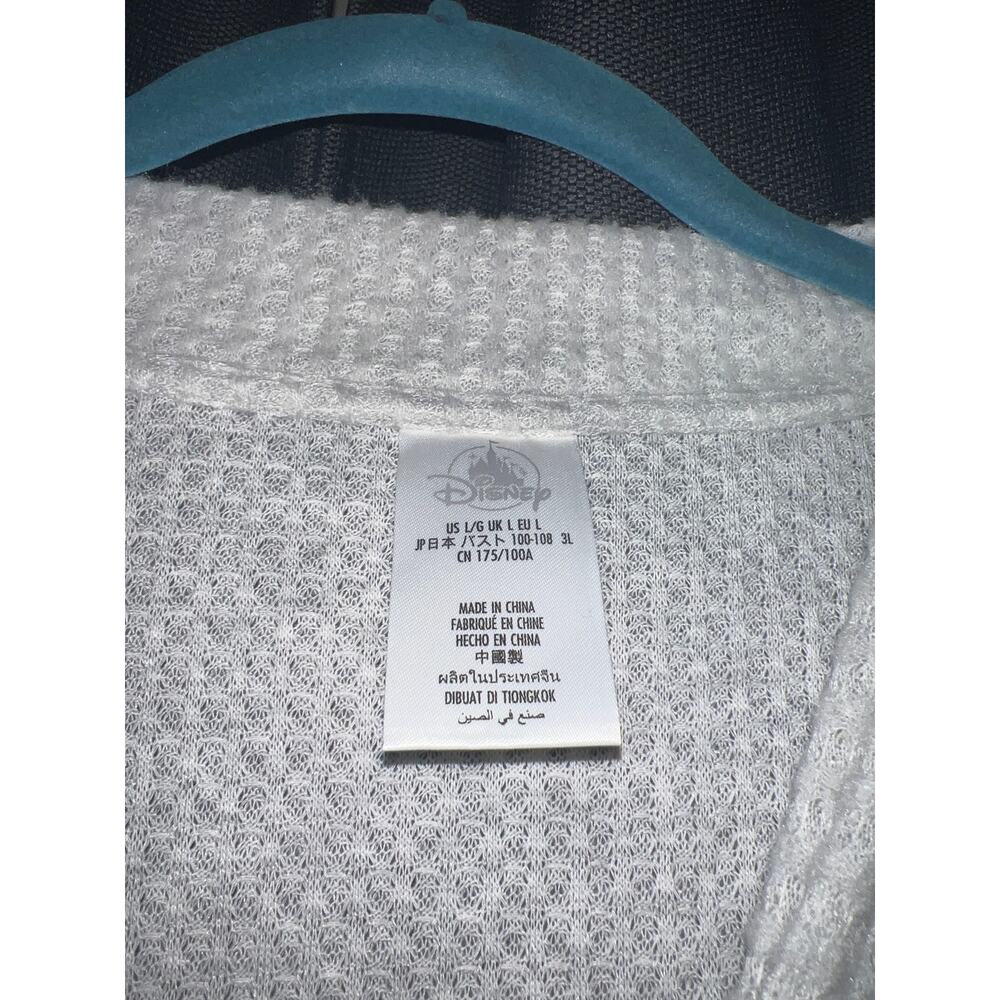 Disney
US L/G UK L EU L
JP日本 バスト 100-108 3L
CN 175/100A
MADE IN CHINA
FABRIQUÉ EN CHINE
HECHO EN CHINA
中國製
ผลิตในประเทศจีน
DIBUAT DI TIONGKOK
صنع في الصين